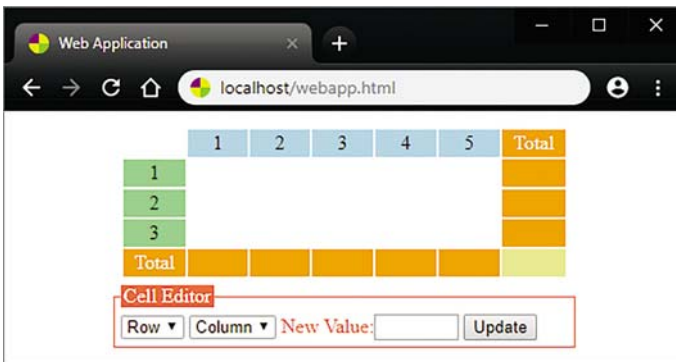 Web Application
localhost/webapp.html
1 2 3 4 5 Total
1
2
3
Total
Cell Editor
Row Column New Value: Update